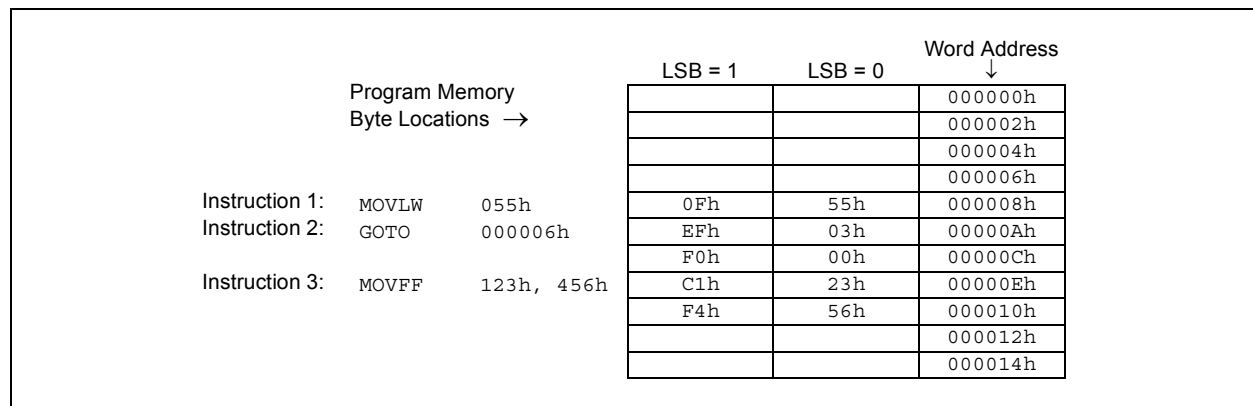 Word Address
LSB = 1 LSB = 0 ↓
Program Memory 000000h
Byte Locations → 000002h
000004h
000006h
Instruction 1: MOVLW 055h 0Fh 55h 000008h
Instruction 2: GOTO 000006h EFh 03h 00000Ah
F0h 00h 00000Ch
Instruction 3: MOVFF 123h, 456h C1h 23h 00000Eh
F4h 56h 000010h
000012h
000014h